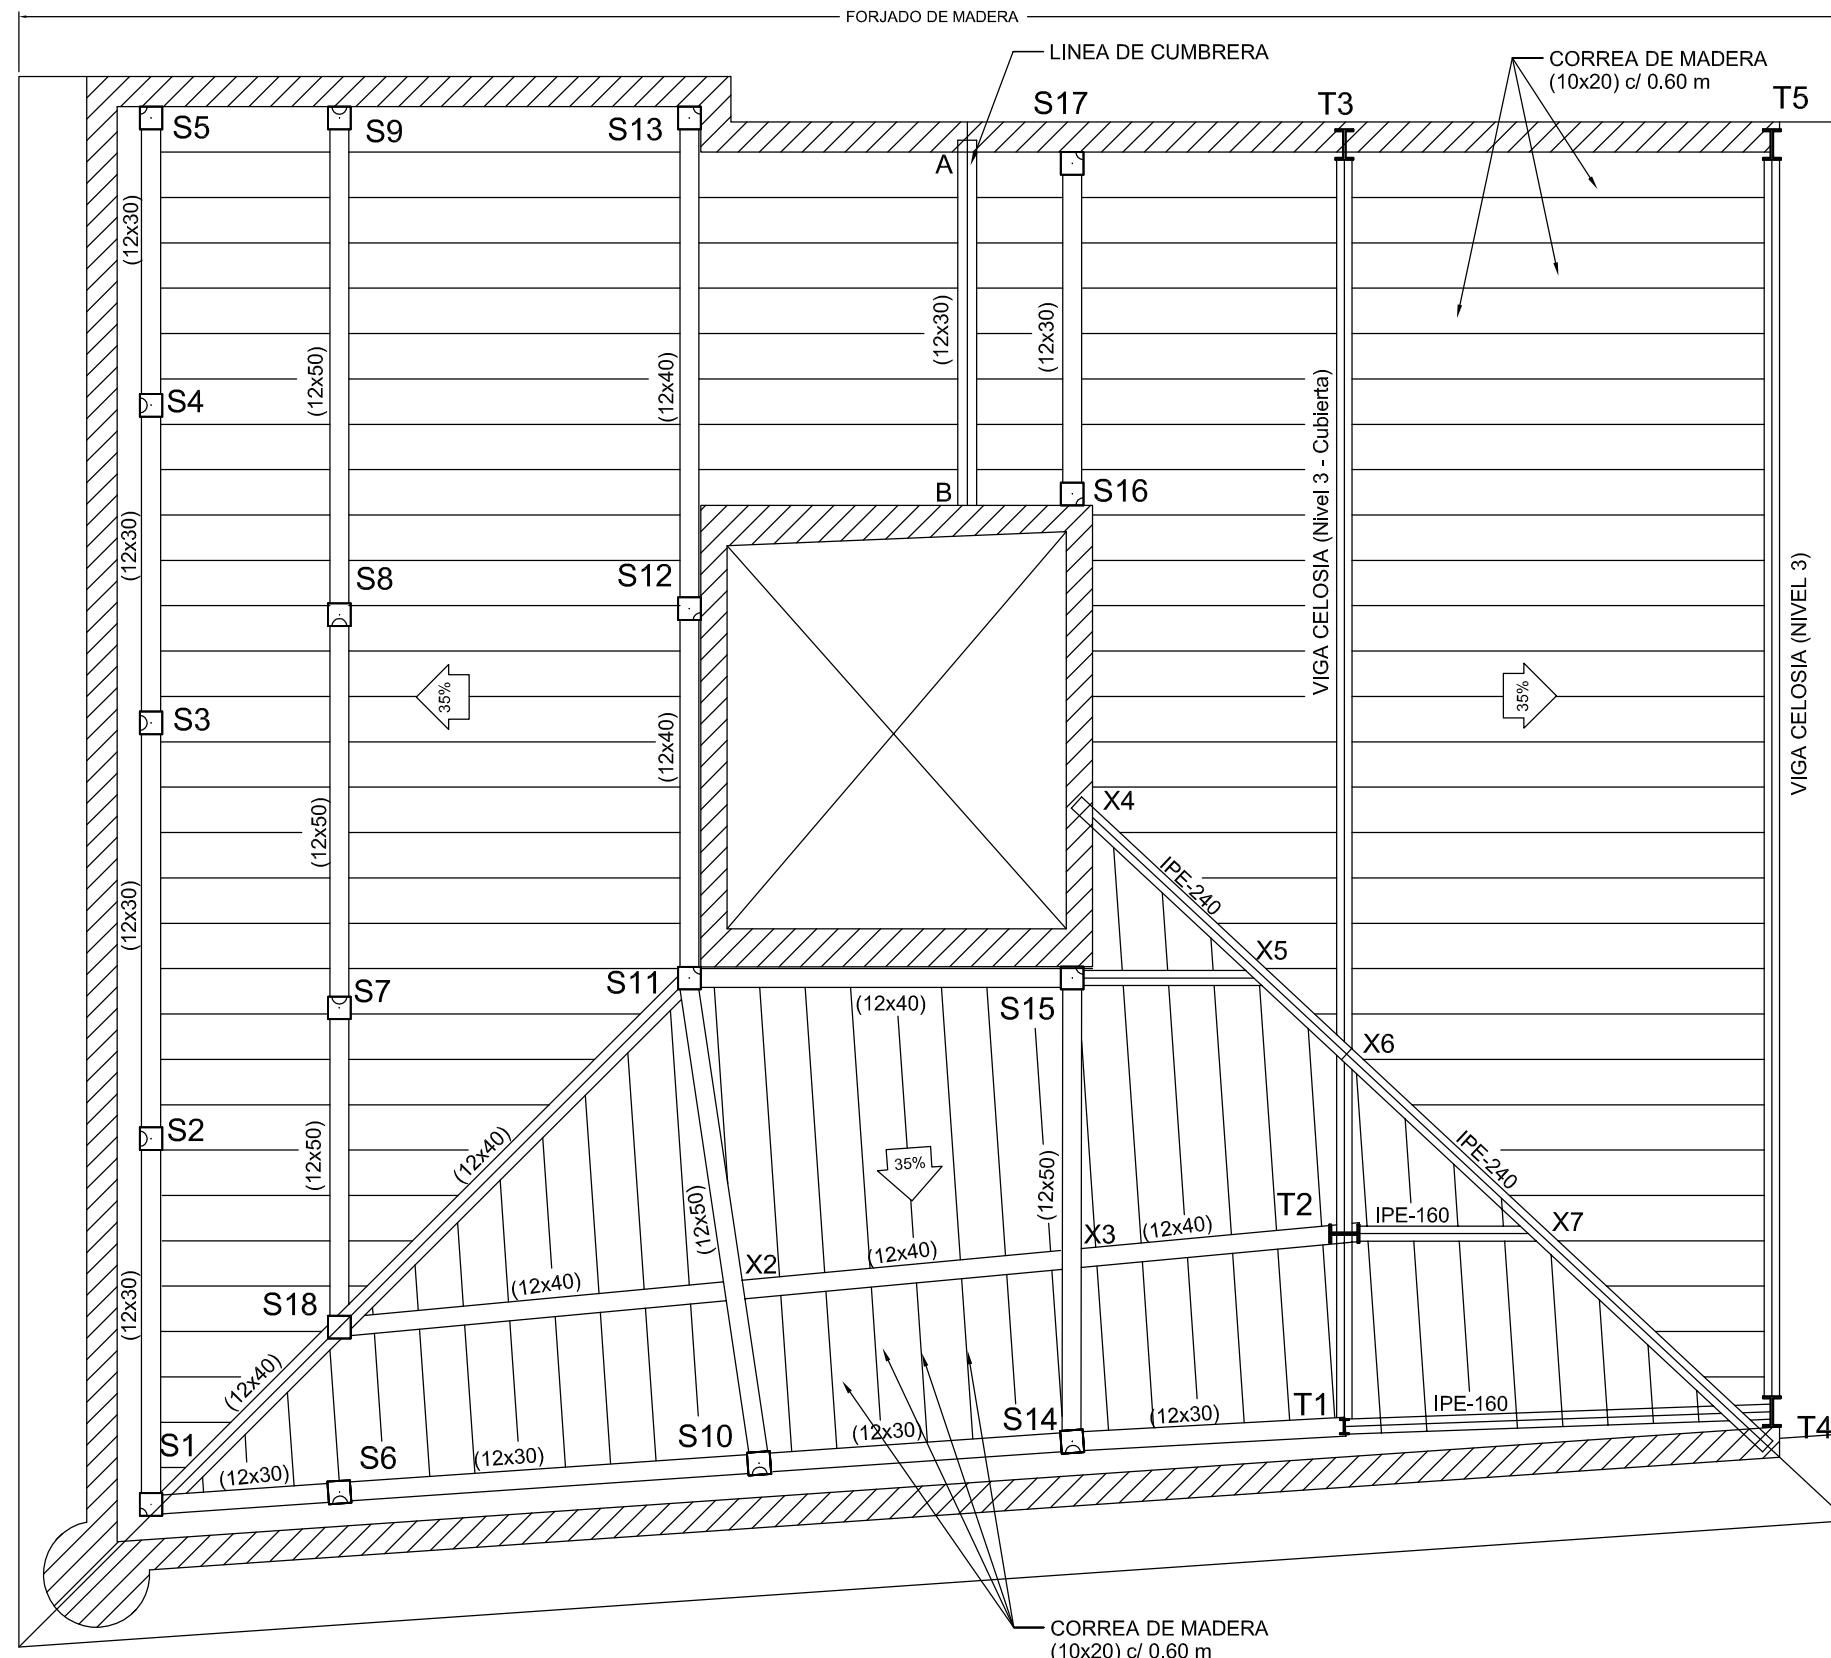 FORJADO DE MADERA
LINEA DE CUMBRERA
CORREA DE MADERA
(10x20) c/ 0.60 m
S5
S9
S13
S17
T3
T5
A
(12x30)
(12x50)
(12x40)
(12x30)
(12x30)
S4
B
S16
VIGA CELOSIA (Nivel 3 - Cubierta)
VIGA CELOSIA (NIVEL 3)
(12x30)
S8
S12
35%
35%
S3
(12x40)
(12x50)
X4
IPE-240
(12x30)
S7
S11
X5
(12x40)
S15
X6
S2
(12x50)
(12x40)
35%
(12x50)
(12x50)
IPE-240
T2
IPE-160
X7
X3
(12x40)
(12x40)
X2
(12x40)
S18
(12x30)
(12x40)
T1
IPE-160
T4
S14
(12x30)
S10
(12x30)
S1
S6
(12x30)
(12x30)
CORREA DE MADERA
(10x20) c/ 0.60 m